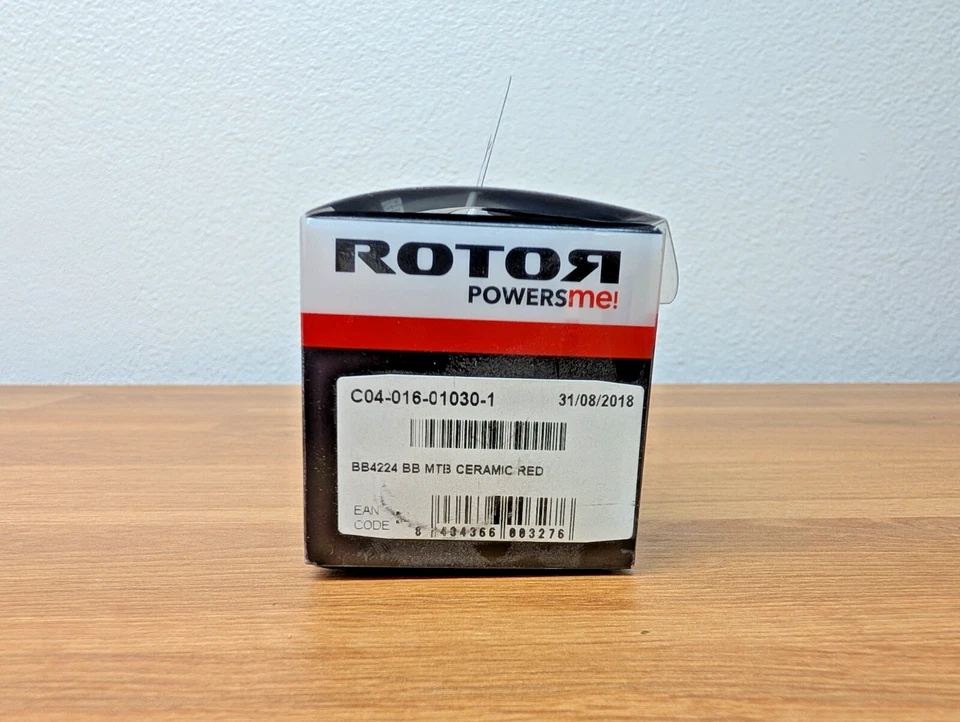 ROTOR
POWERSme!
C04-016-01030-1
31/08/2018
BB4224 BB MTB CERAMIC RED
EAN
CODE
8 434366 003276